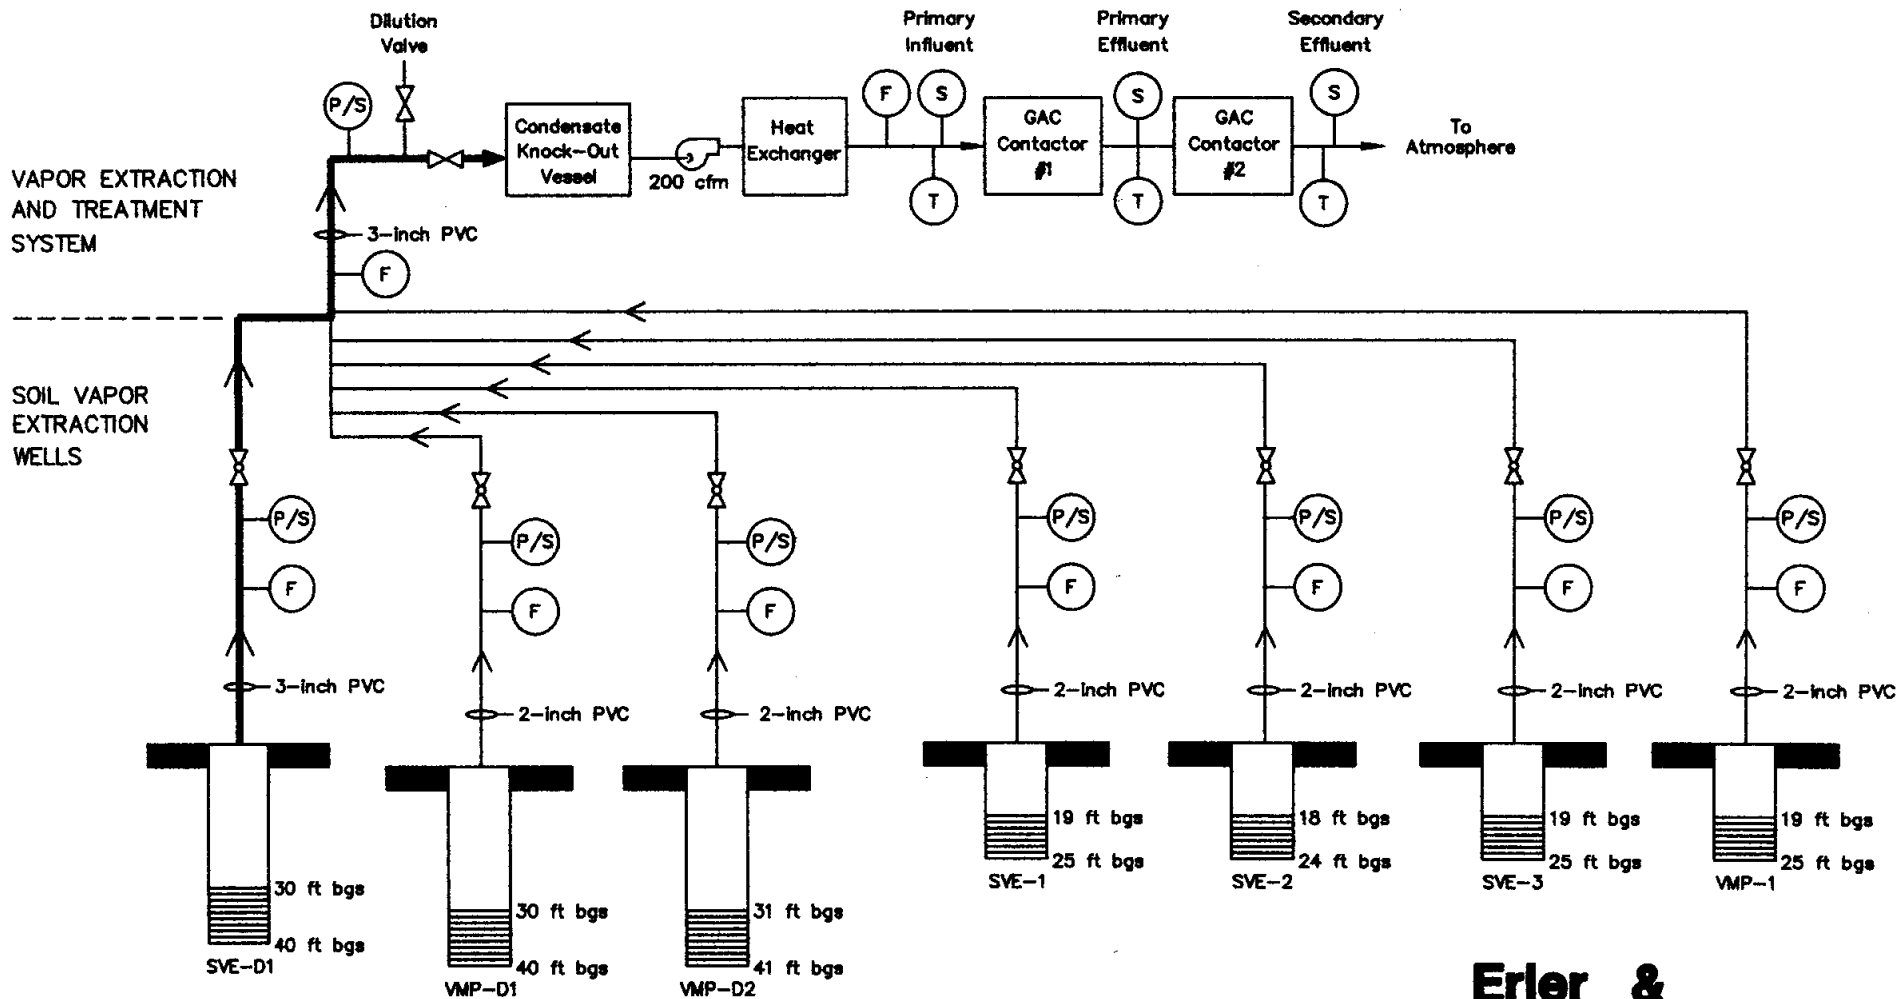 Dilution
Valve
Primary
Influent
Primary
Effluent
Secondary
Effluent
P/S
F
S
S
S
Condensate
Knock-Out
Vessel
200 cfm
Heat
Exchanger
GAC
Contactor
#1
GAC
Contactor
#2
To
Atmosphere
T
T
T
VAPOR EXTRACTION
AND TREATMENT
SYSTEM
3-inch PVC
F
SOIL VAPOR
EXTRACTION
WELLS
P/S
F
3-inch PVC
30 ft bgs
40 ft bgs
SVE-D1
P/S
F
2-inch PVC
30 ft bgs
40 ft bgs
VMP-D1
P/S
F
2-inch PVC
31 ft bgs
41 ft bgs
VMP-D2
P/S
F
2-inch PVC
19 ft bgs
25 ft bgs
SVE-1
P/S
F
2-inch PVC
18 ft bgs
24 ft bgs
SVE-2
P/S
F
2-inch PVC
19 ft bgs
25 ft bgs
SVE-3
P/S
F
2-inch PVC
19 ft bgs
25 ft bgs
VMP-1
Erler &